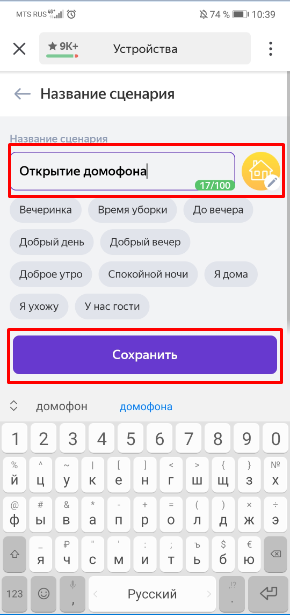 MTS RUS 74 % 10:39
9K+ Устройства
Название сценария
Название сценария
Открытие домофона
17/100
Вечеринка Время уборки До вечера
Добрый день Добрый вечер
Доброе утро Спокойной ночи Я дома
Я ухожу У нас гости
Сохранить
домофон домофона
1 2 3 4 5 6 7 8 9 0
% ^ ~ | [ ] < > { } №
й ц у к е н г ш щ з х
@ # & * - + = ( ) × ÷
ф ы в а п р о л д ж э
я ч с м и т ь б ю
123 , Русский .